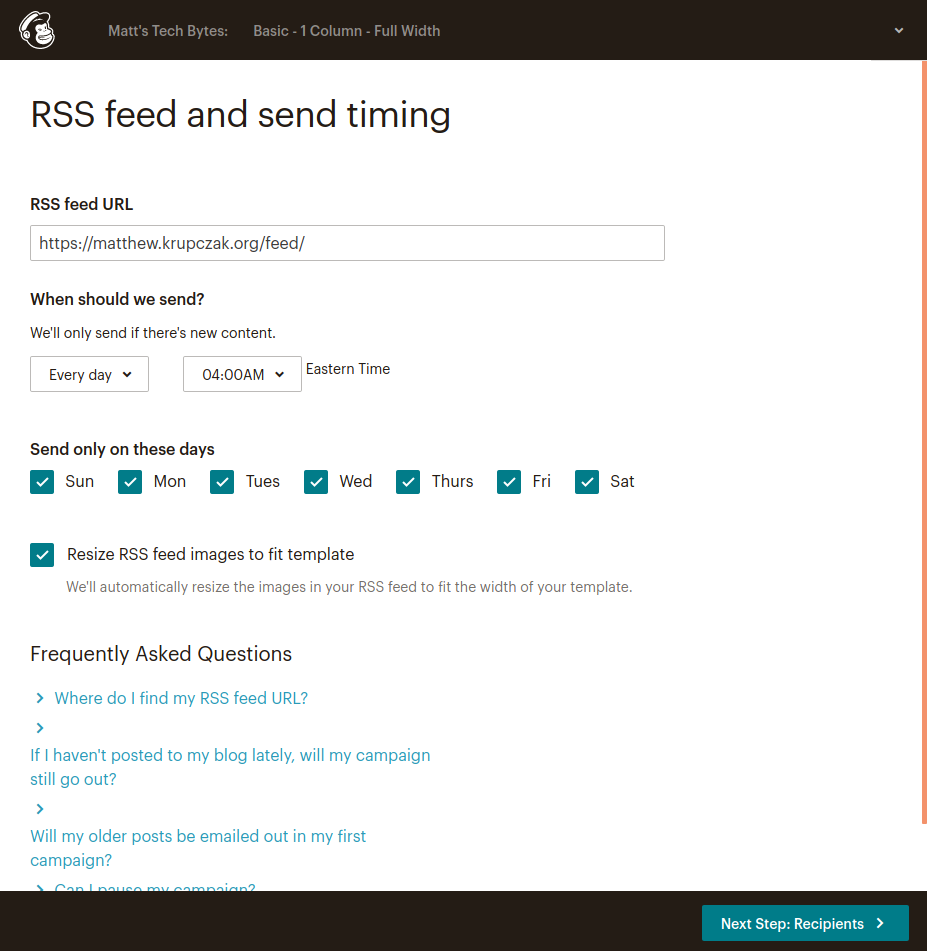 Matt's Tech Bytes: Basic - 1 Column - Full Width
RSS feed and send timing
RSS feed URL
https://matthew.krupczak.org/feed/
When should we send?
We'll only send if there's new content.
Every day 04:00AM Eastern Time
Send only on these days
Sun Mon Tues Wed Thurs Fri Sat
Resize RSS feed images to fit template
We'll automatically resize the images in your RSS feed to fit the width of your template.
Frequently Asked Questions
Where do I find my RSS feed URL?
If I haven't posted to my blog lately, will my campaign
still go out?
Will my older posts be emailed out in my first
campaign?
Can I pause my campaign?
Next Step: Recipients